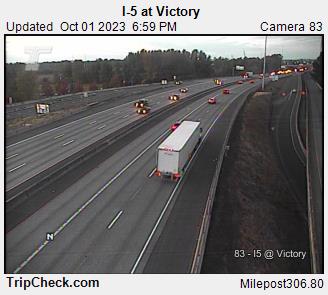 I-5 at Victory
Updated Oct 01 2023 6:59 PM Camera 83
N
83 - I5 @ Victory
TripCheck.com Milepost306.80